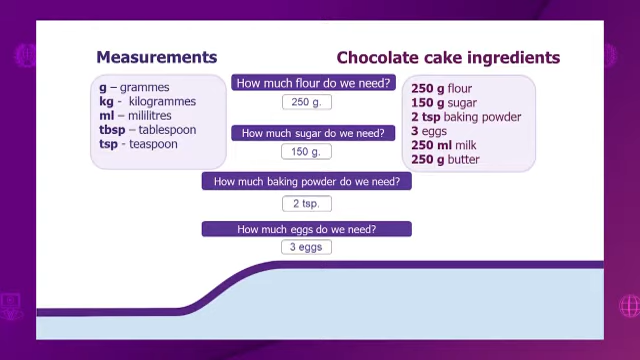 Measurements
g – grammes
kg - kilogrammes
ml – mililitres
tbsp – tablespoon
tsp - teaspoon
How much flour do we need?
250 g.
How much sugar do we need?
150 g.
How much baking powder do we need?
2 tsp.
How much eggs do we need?
3 eggs
Chocolate cake ingredients
250 g flour
150 g sugar
2 tsp baking powder
3 eggs
250 ml milk
250 g butter